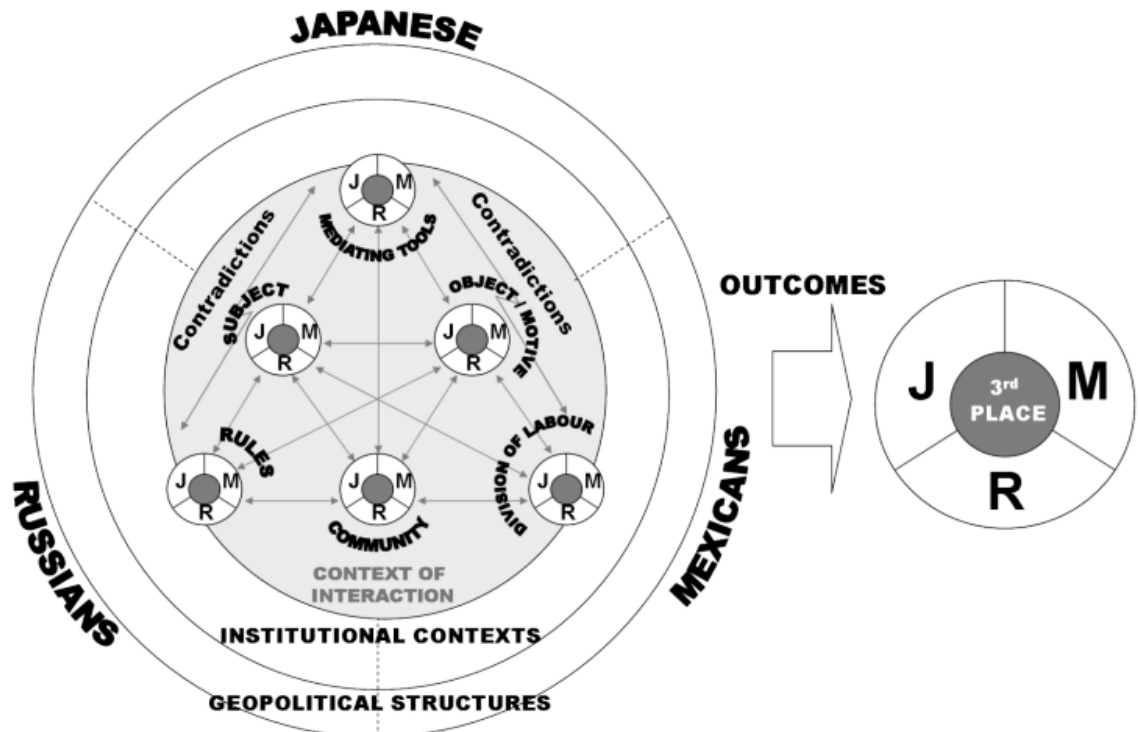 JAPANESE
J M
R
MEDIATING TOOLS
Contradictions
Contradictions
SUBJECT
J M
R
OBJECT / MOTIVE
J M
R
OUTCOMES
J M
R
3rd
PLACE
RULES
J M
R
COMMUNITY
J M
R
DIVISION OF LABOUR
J M
R
CONTEXT OF
INTERACTION
RUSSIANS
MEXICANS
INSTITUTIONAL CONTEXTS
GEOPOLITICAL STRUCTURES